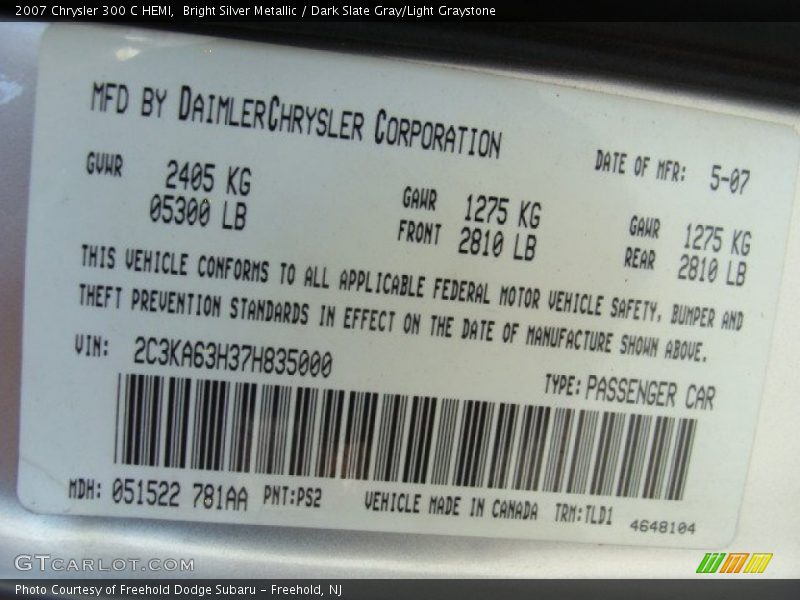 2007 Chrysler 300 C HEMI,  Bright Silver Metallic / Dark Slate Gray/Light Graystone
MFD BY DAIMLERCHRYSLER CORPORATION
DATE OF MFR: 5-07
GVWR 2405 KG
05300 LB
GAWR 1275 KG
FRONT 2810 LB
GAWR 1275 KG
REAR 2810 LB
THIS VEHICLE CONFORMS TO ALL APPLICABLE FEDERAL MOTOR VEHICLE SAFETY, BUMPER AND
THEFT PREVENTION STANDARDS IN EFFECT ON THE DATE OF MANUFACTURE SHOWN ABOVE.
VIN: 2C3KA63H37H835000
TYPE: PASSENGER CAR
MDH: 051522 781AA PNT:PS2 VEHICLE MADE IN CANADA TRM:TLD1 4648104
GTCARLOT.COM
Photo Courtesy of Freehold Dodge Subaru - Freehold, NJ